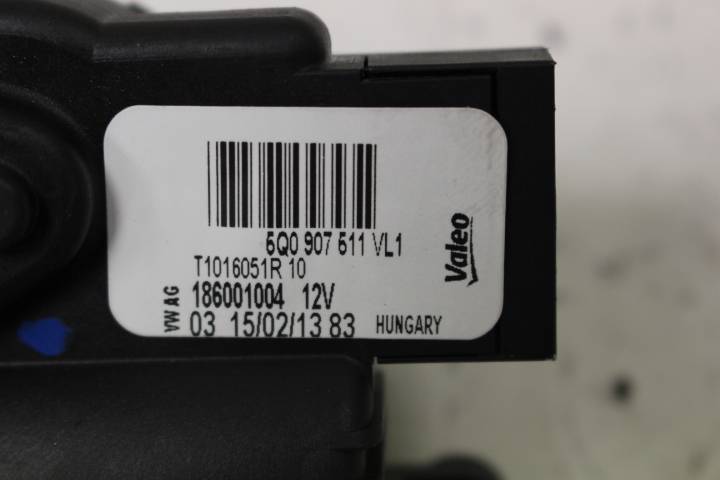 6Q0 907 511 VL1
T1016051R 10
186001004 12V
03 15/02/13 83 HUNGARY
VW AG
Valeo